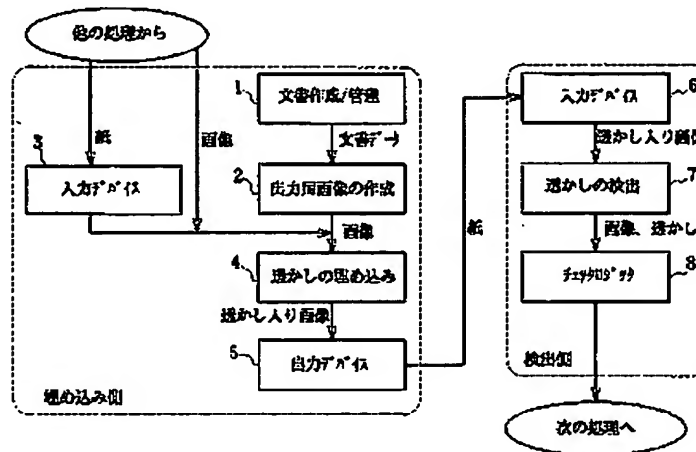 他の処理から
1
文書作成/管理
紙
画像
文書データ
3
入力デバイス
2
出力用画像の作成
画像
4
透かしの埋め込み
透かし入り画像
5
出力デバイス
埋め込み側
紙
6
入力デバイス
透かし入り画像
7
透かしの検出
画像、透かし
8
チェックロジック
検出側
次の処理へ